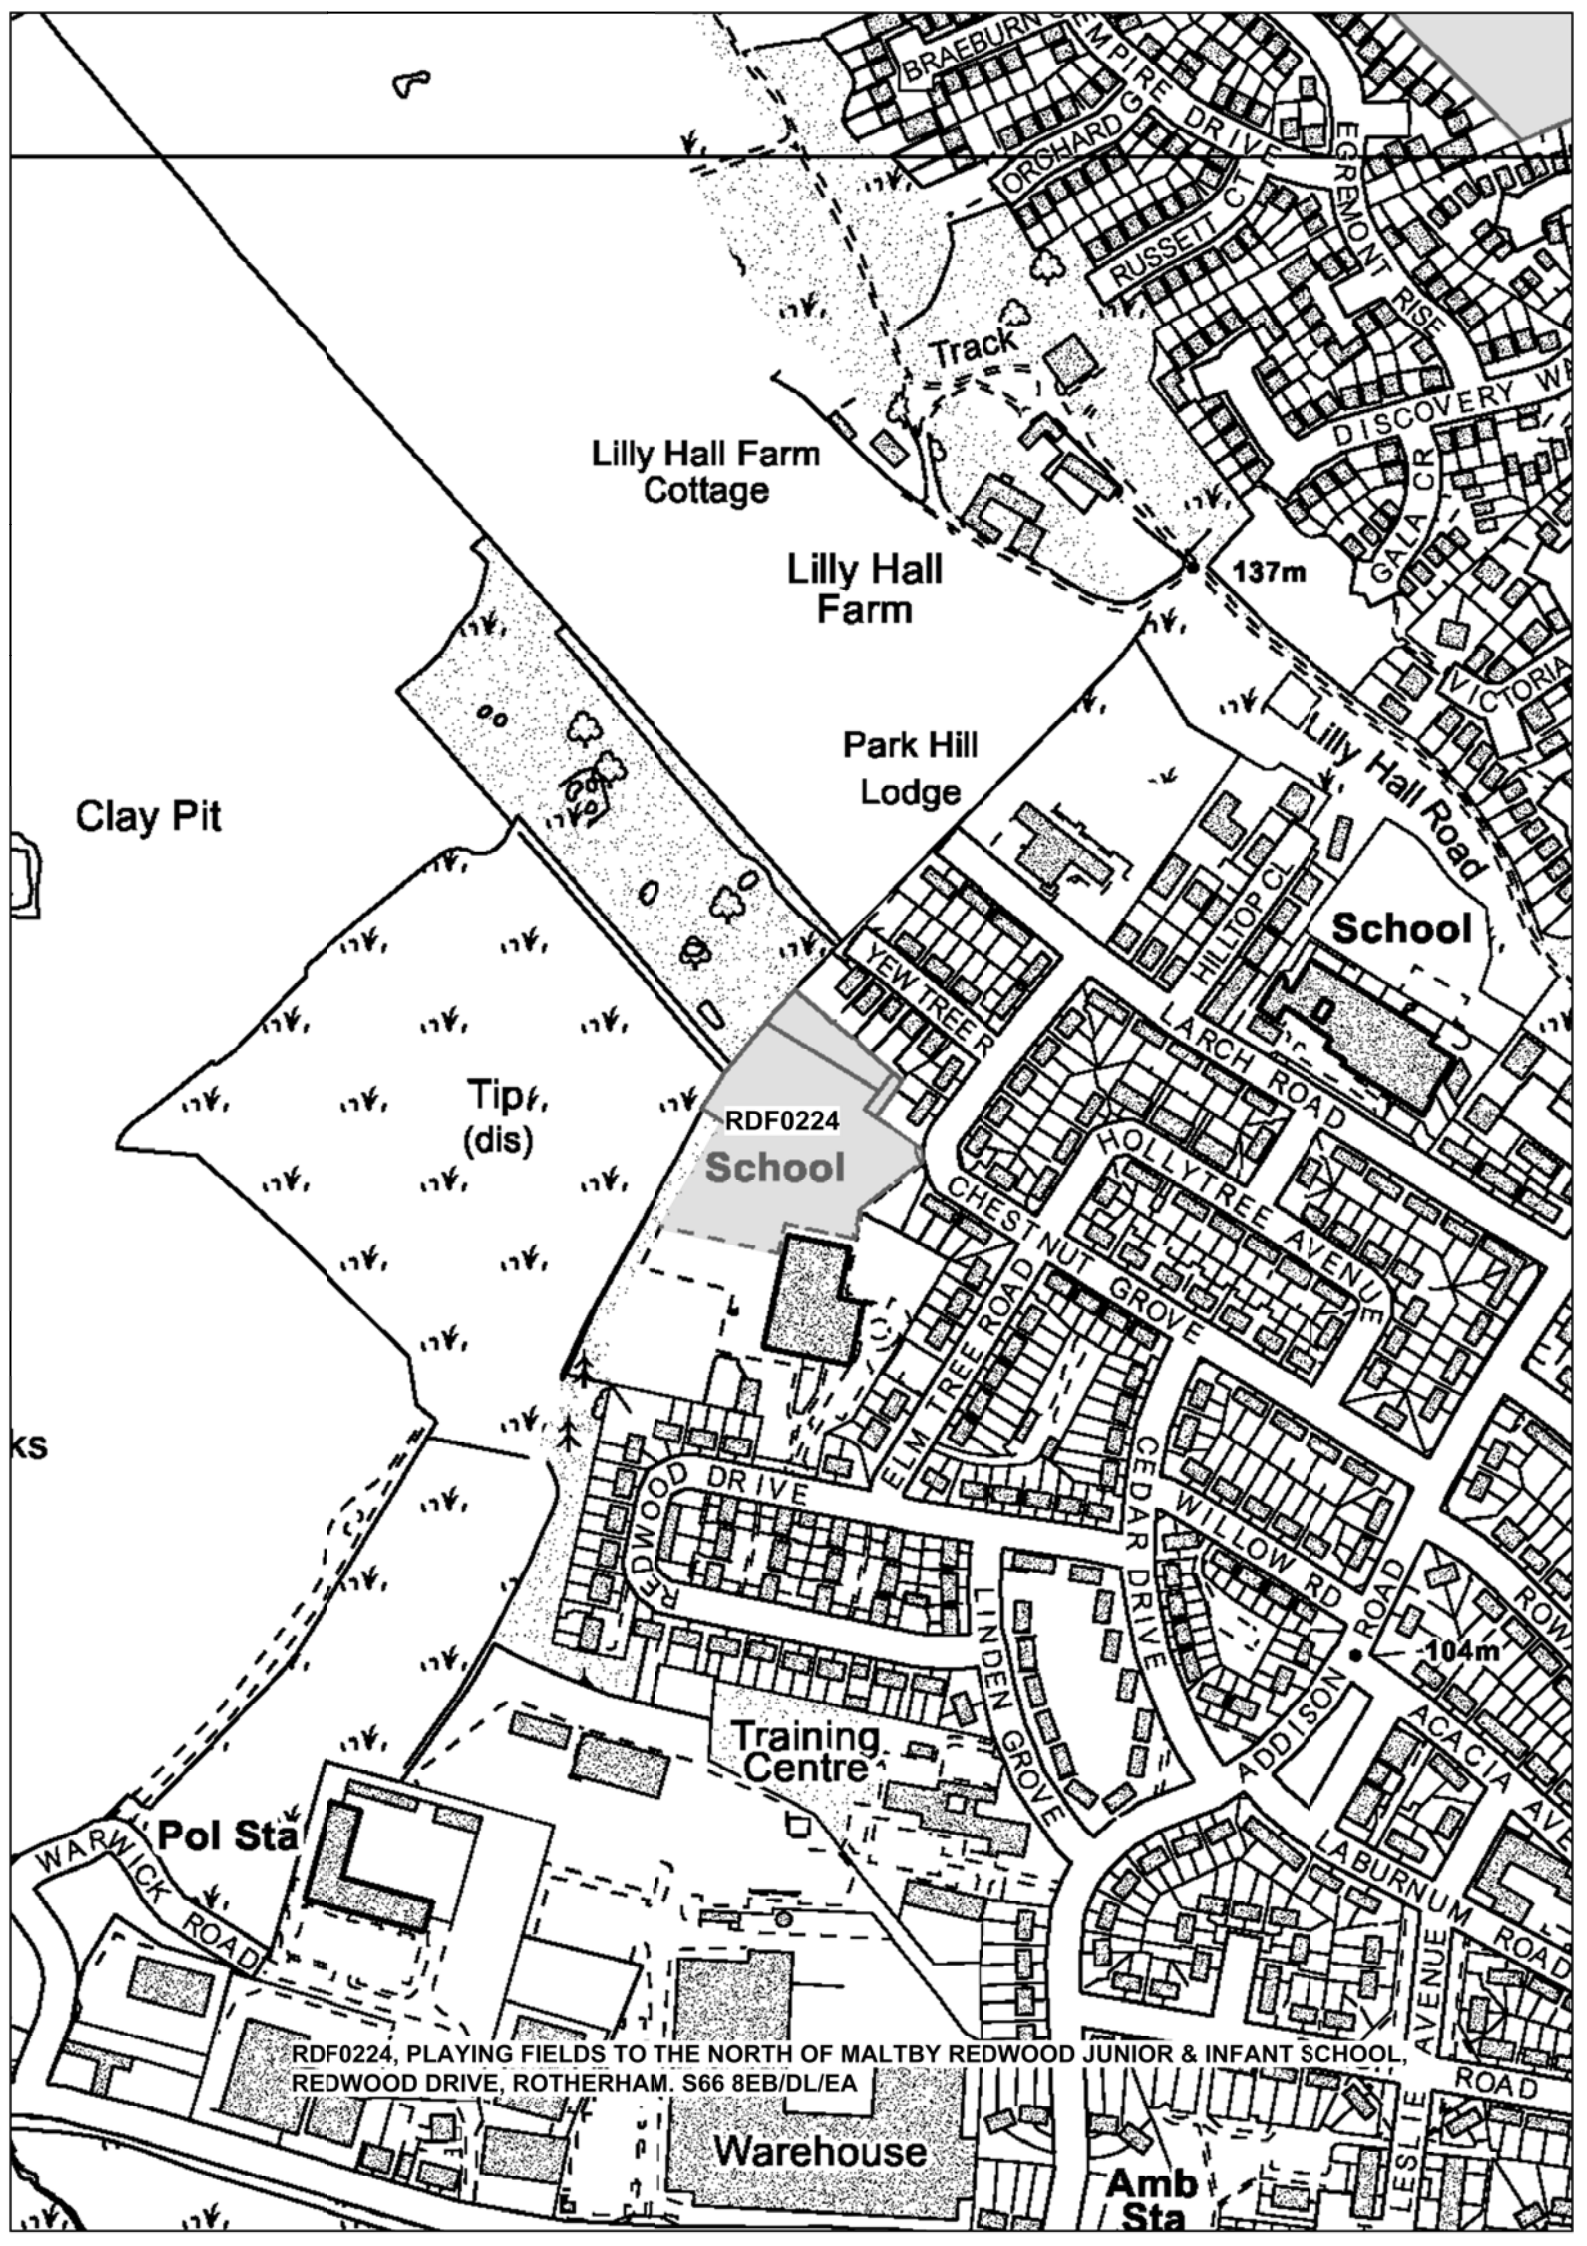 BRAEBURN
EMPIRE DRIVE
ORCHARD
EGREMONT RISE
RUSSETT CT
Track
DISCOVERY
Lilly Hall Farm
Cottage
GALA CR
Lilly Hall
Farm
137m
VICTORIA
Lilly Hall Road
Park Hill
Lodge
Clay Pit
HILLTOP CL
School
YEW TREE R
LARCH ROAD
Tip
(dis)
RDF0224
School
HOLLYTREE AVENUE
CHESTNUT GROVE
ELM TREE ROAD
CEDAR DRIVE
KS
REDWOOD DRIVE
WILLOW RD
LINDEN GROVE
ADDISON ROAD
104m
ACACIA AVE
Training
Centre
Pol Sta
WARWICK ROAD
LABURNUM ROAD
LESLIE AVENUE
RDF0224, PLAYING FIELDS TO THE NORTH OF MALTBY REDWOOD JUNIOR & INFANT SCHOOL,
REDWOOD DRIVE, ROTHERHAM. S66 8EB/DL/EA
ROAD
Warehouse
Amb
Sta